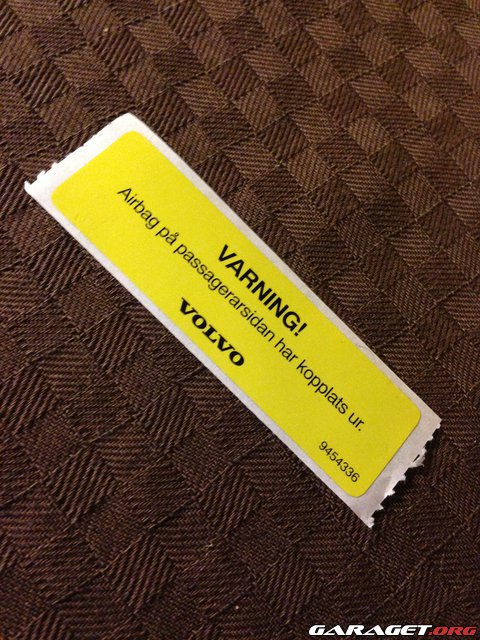 VARNING!
Airbag på passagerarsidan har kopplats ur.
VOLVO
9454336
GARAGET.ORG